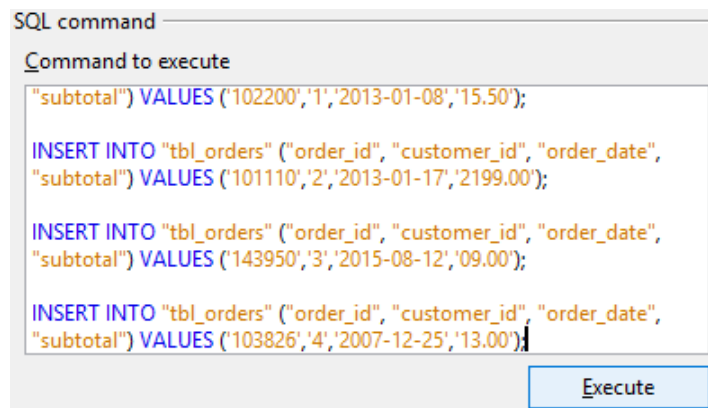 SQL command
Command to execute
"subtotal") VALUES ('102200','1','2013-01-08','15.50');
INSERT INTO "tbl_orders" ("order_id", "customer_id", "order_date",
"subtotal") VALUES ('101110','2','2013-01-17','2199.00');
INSERT INTO "tbl_orders" ("order_id", "customer_id", "order_date",
"subtotal") VALUES ('143950','3','2015-08-12','09.00');
INSERT INTO "tbl_orders" ("order_id", "customer_id", "order_date",
"subtotal") VALUES ('103826','4','2007-12-25','13.00');
Execute